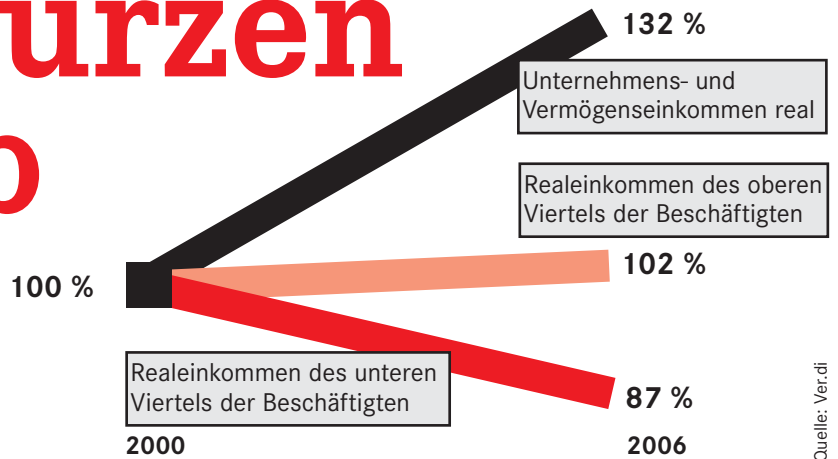 132 %
Unternehmens- und
Vermögenseinkommen real
Realeinkommen des oberen
Viertels der Beschäftigten
100 %
102 %
Realeinkommen des unteren
Viertels der Beschäftigten
87 %
2000
2006
Quelle: Ver.di